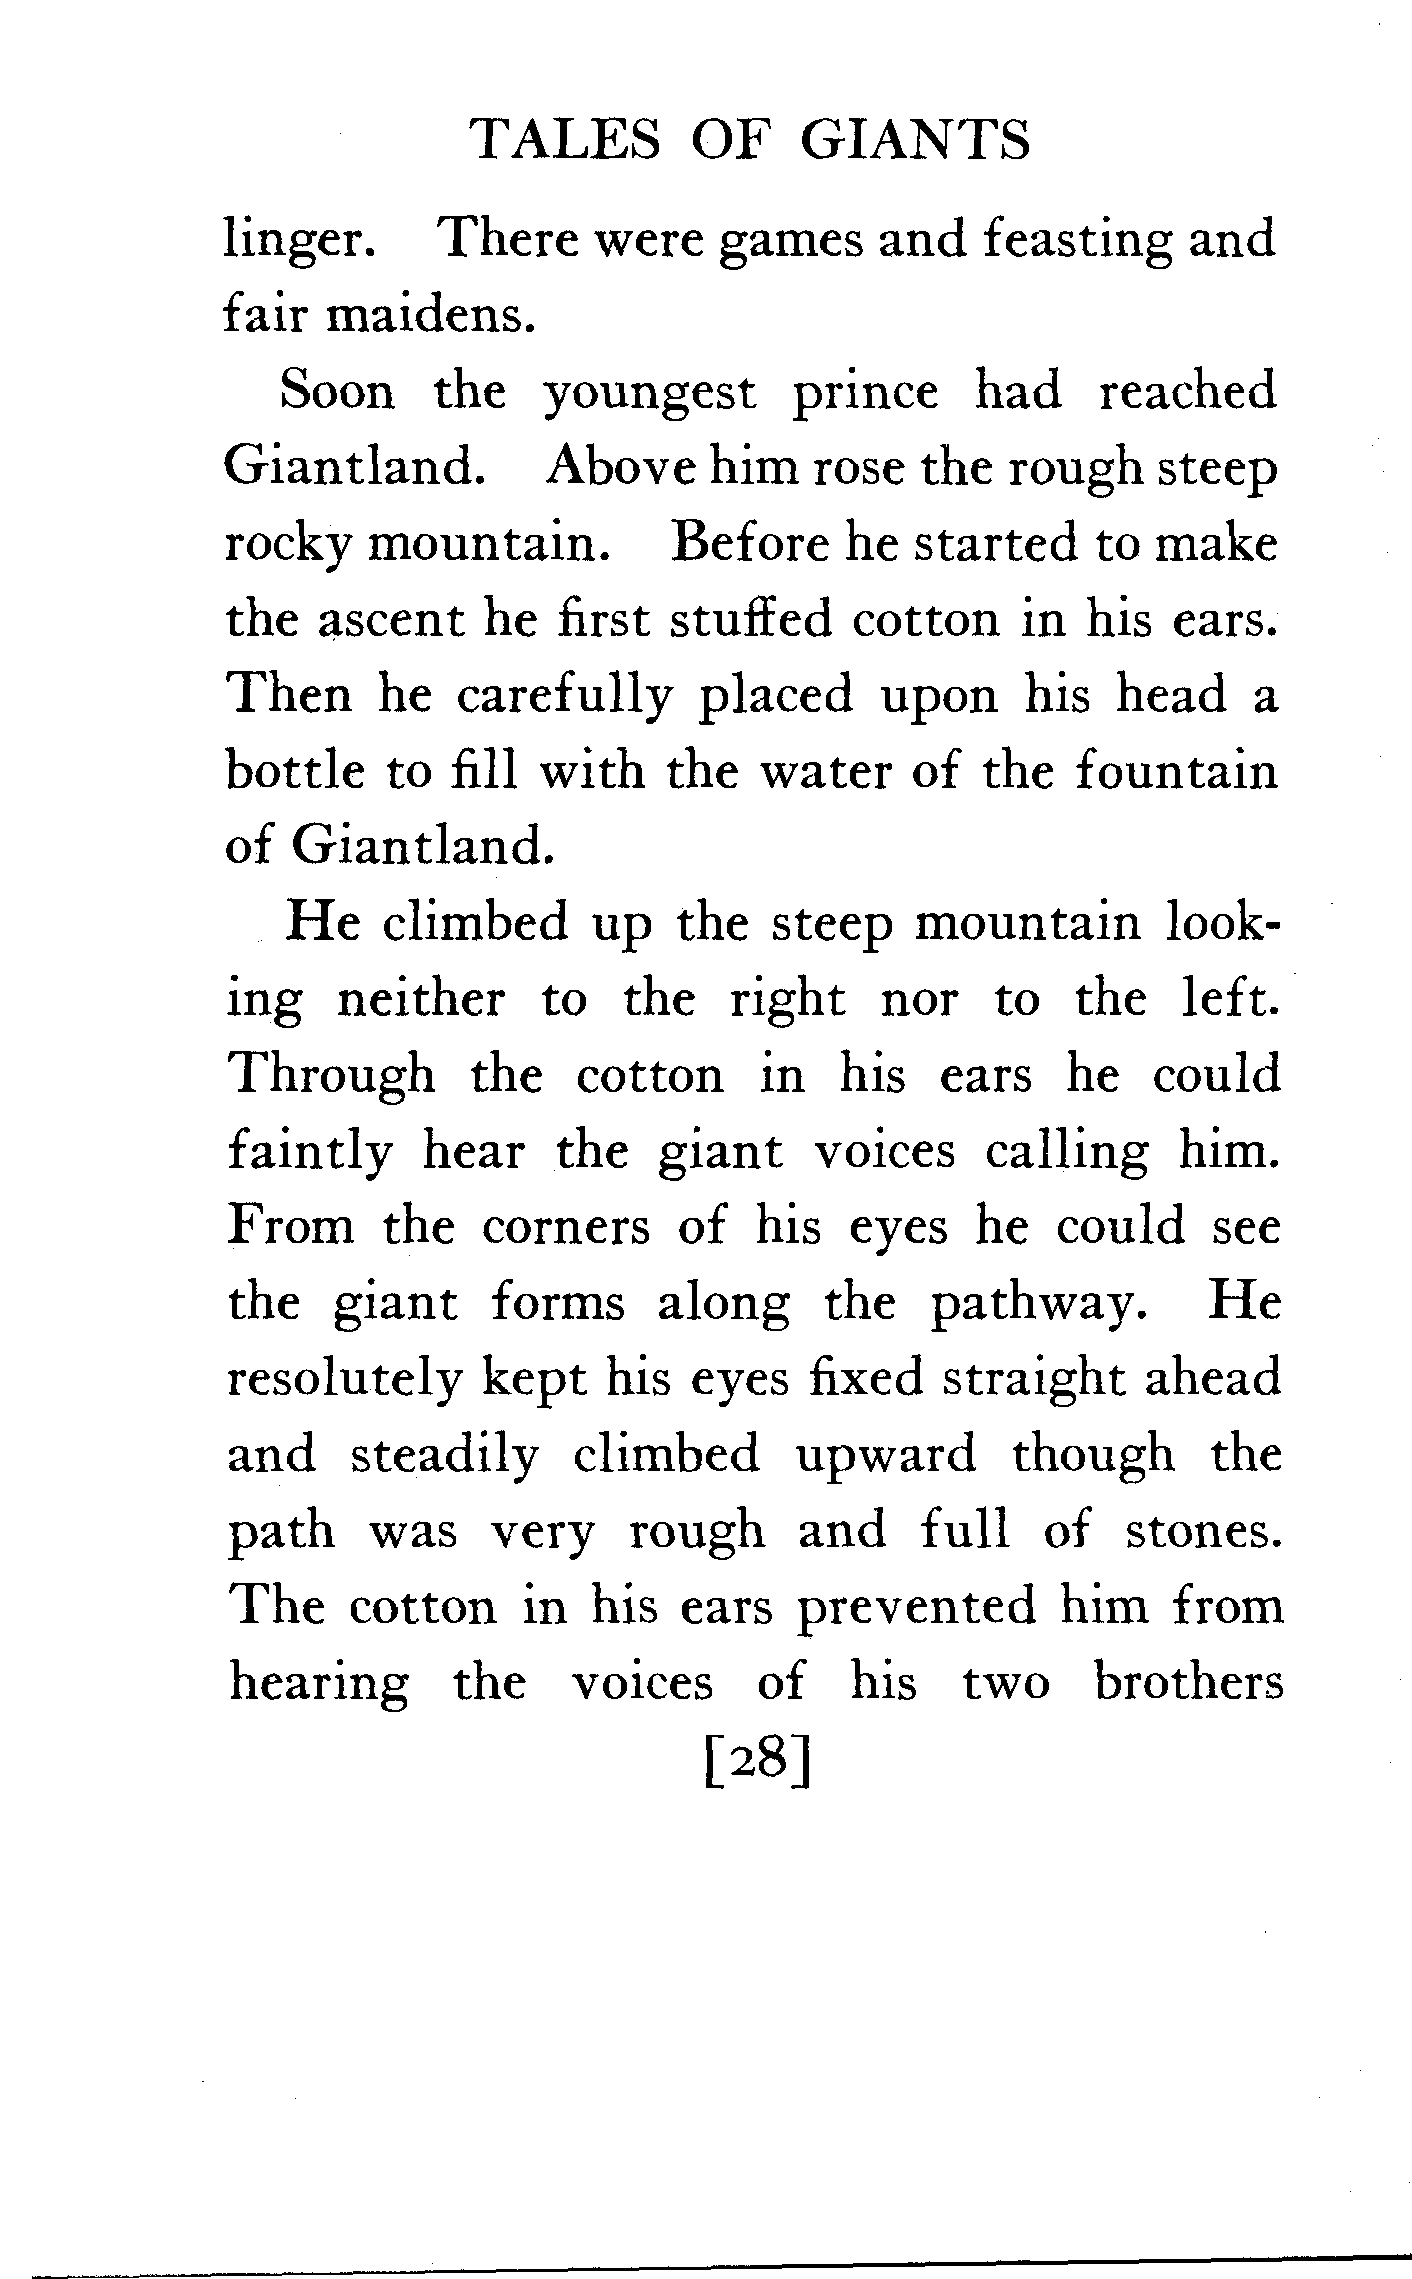 TALES OF GIANTS
linger. There were games and feasting and
fair maidens.
Soon the youngest prince had reached
Giantland. Above him rose the rough steep
rocky mountain. Before he started to make
the ascent he first stuffed cotton in his ears.
Then he carefully placed upon his head a
bottle to fill with the water of the fountain
of Giantland.
He climbed up the steep mountain look-
ing neither to the right nor to the left.
Through the cotton in his ears he could
faintly hear the giant voices calling him.
From the corners of his eyes he could see
the giant forms along the pathway. He
resolutely kept his eyes fixed straight ahead
and steadily climbed upward though the
path was very rough and full of stones.
The cotton in his ears prevented him from
hearing the voices of his two brothers
[28]